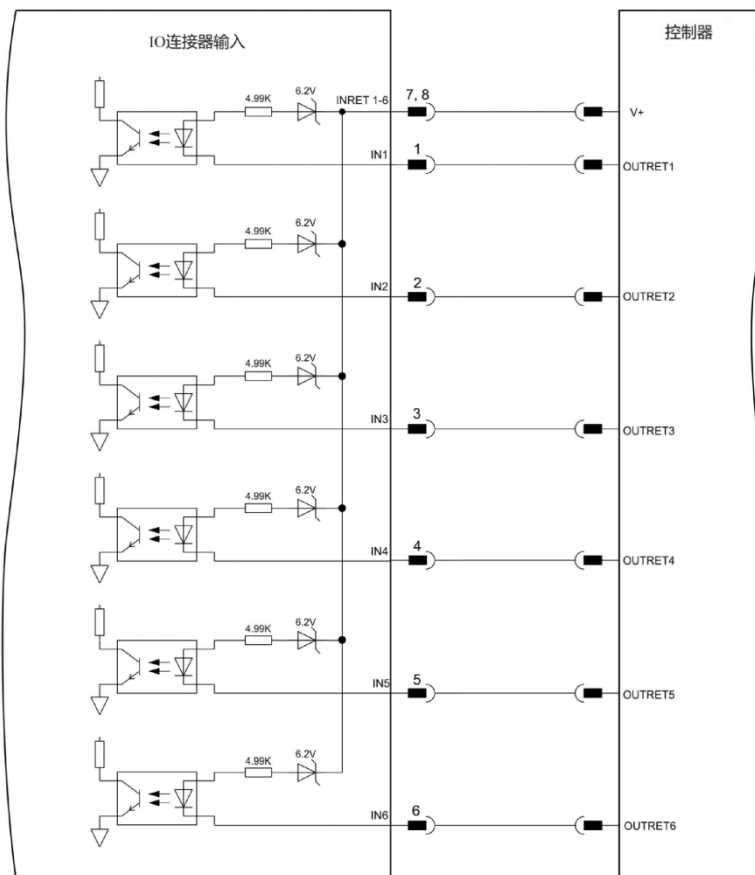 IO连接器输入
控制器
4.99K
6.2V
INRET 1-6
7, 8
V+
IN1
1
OUTRET1
4.99K
6.2V
IN2
2
OUTRET2
4.99K
6.2V
IN3
3
OUTRET3
4.99K
6.2V
IN4
4
OUTRET4
4.99K
6.2V
IN5
5
OUTRET5
4.99K
6.2V
IN6
6
OUTRET6